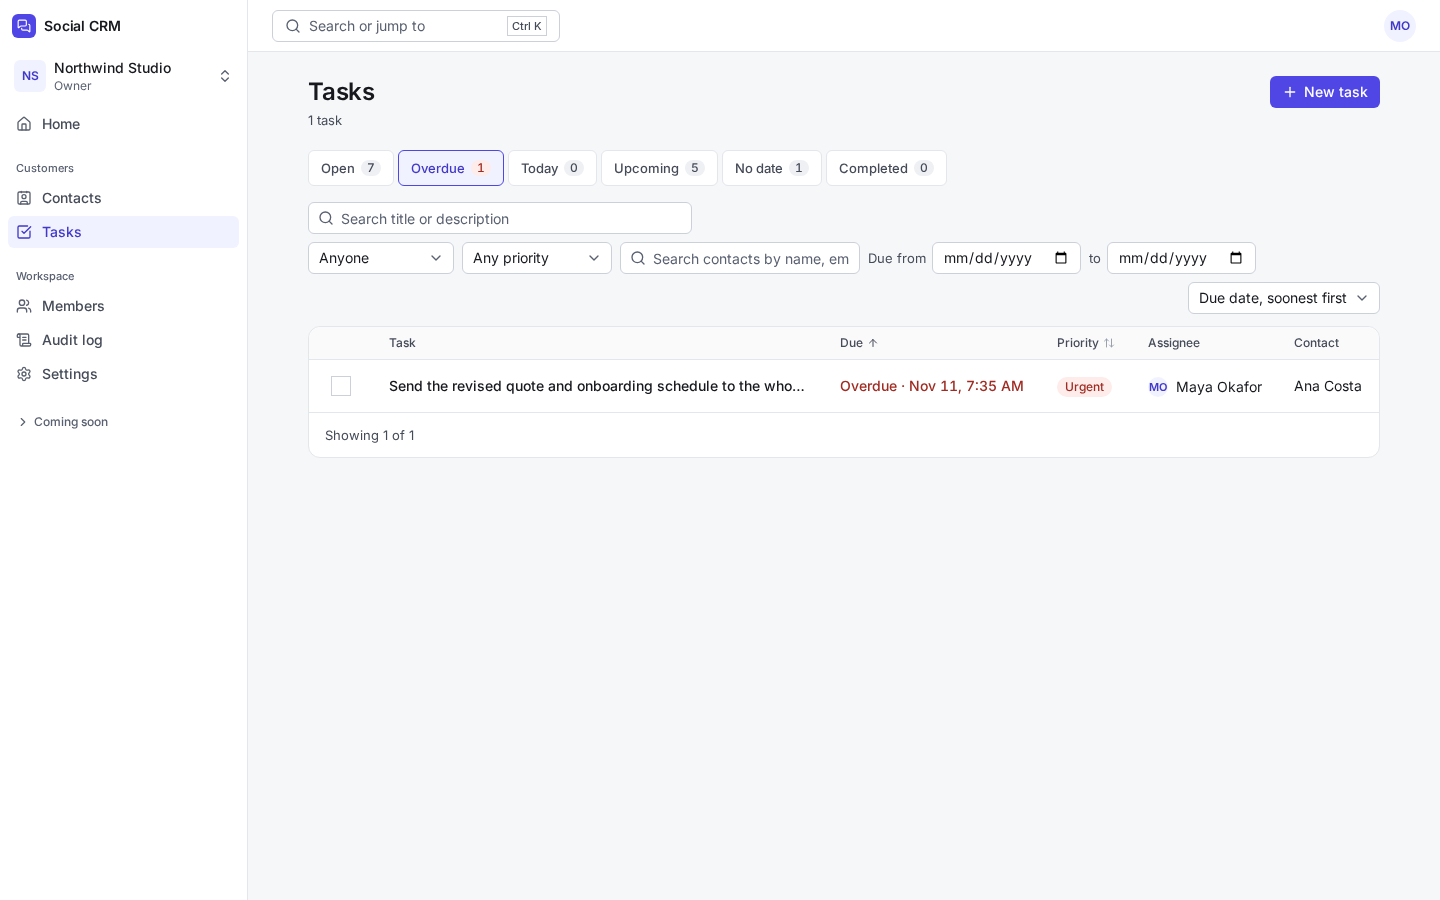 Social CRM
Search or jump to
Ctrl K
MO
NS
Northwind Studio
Owner
Home
Customers
Contacts
Tasks
Workspace
Members
Audit log
Settings
Coming soon
Tasks
1 task
New task
Open 7
Overdue 1
Today 0
Upcoming 5
No date 1
Completed 0
Search title or description
Anyone
Any priority
Search contacts by name, em
Due from
mm/dd/yyyy
to
mm/dd/yyyy
Due date, soonest first
Task Due Priority Assignee Contact
Send the revised quote and onboarding schedule to the who... Overdue · Nov 11, 7:35 AM Urgent MO Maya Okafor Ana Costa
Showing 1 of 1